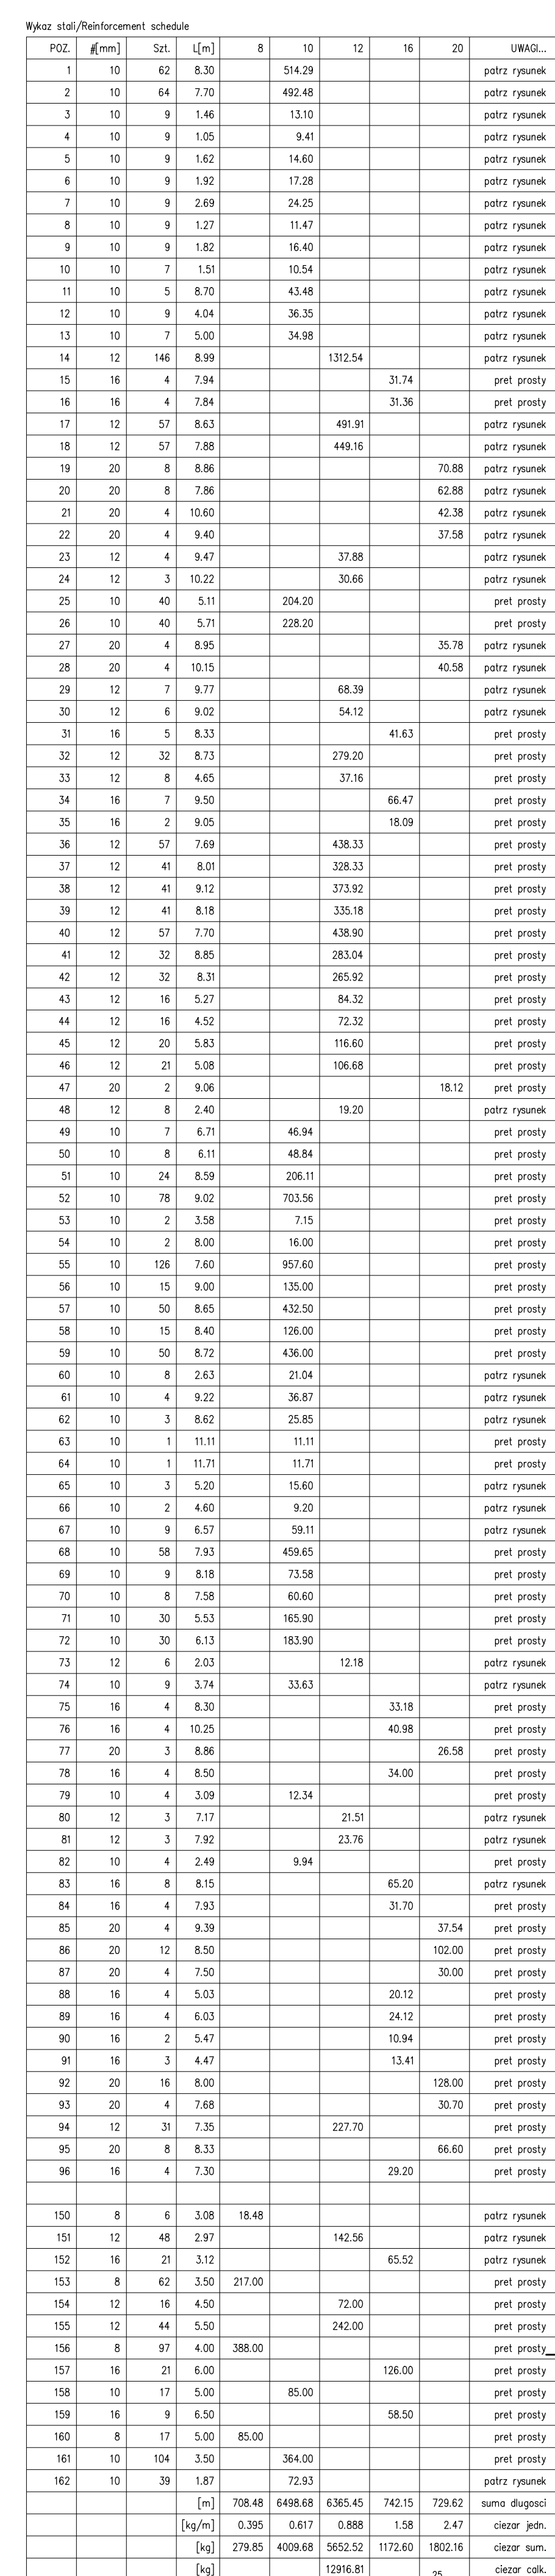 Wykaz stali/Reinforcement schedule
POZ. #[mm] Szt. L[m] 8 10 12 16 20 UWAGI...
1 10 62 8.30 514.29 patrz rysunek
2 10 64 7.70 492.48 patrz rysunek
3 10 9 1.46 13.10 patrz rysunek
4 10 9 1.05 9.41 patrz rysunek
5 10 9 1.62 14.60 patrz rysunek
6 10 9 1.92 17.28 patrz rysunek
7 10 9 2.69 24.25 patrz rysunek
8 10 9 1.27 11.47 patrz rysunek
9 10 9 1.82 16.40 patrz rysunek
10 10 7 1.51 10.54 patrz rysunek
11 10 5 8.70 43.48 patrz rysunek
12 10 9 4.04 36.35 patrz rysunek
13 10 7 5.00 34.98 patrz rysunek
14 12 146 8.99 1312.54 patrz rysunek
15 16 4 7.94 31.74 pret prosty
16 16 4 7.84 31.36 pret prosty
17 12 57 8.63 491.91 patrz rysunek
18 12 57 7.88 449.16 patrz rysunek
19 20 8 8.86 70.88 patrz rysunek
20 20 8 7.86 62.88 patrz rysunek
21 20 4 10.60 42.38 patrz rysunek
22 20 4 9.40 37.58 patrz rysunek
23 12 4 9.47 37.88 patrz rysunek
24 12 3 10.22 30.66 patrz rysunek
25 10 40 5.11 204.20 pret prosty
26 10 40 5.71 228.20 pret prosty
27 20 4 8.95 35.78 patrz rysunek
28 20 4 10.15 40.58 patrz rysunek
29 12 7 9.77 68.39 patrz rysunek
30 12 6 9.02 54.12 patrz rysunek
31 16 5 8.33 41.63 pret prosty
32 12 32 8.73 279.20 pret prosty
33 12 8 4.65 37.16 pret prosty
34 16 7 9.50 66.47 pret prosty
35 16 2 9.05 18.09 pret prosty
36 12 57 7.69 438.33 pret prosty
37 12 41 8.01 328.33 pret prosty
38 12 41 9.12 373.92 pret prosty
39 12 41 8.18 335.18 pret prosty
40 12 57 7.70 438.90 pret prosty
41 12 32 8.85 283.04 pret prosty
42 12 32 8.31 265.92 pret prosty
43 12 16 5.27 84.32 pret prosty
44 12 16 4.52 72.32 pret prosty
45 12 20 5.83 116.60 pret prosty
46 12 21 5.08 106.68 pret prosty
47 20 2 9.06 18.12 pret prosty
48 12 8 2.40 19.20 patrz rysunek
49 10 7 6.71 46.94 pret prosty
50 10 8 6.11 48.84 pret prosty
51 10 24 8.59 206.11 pret prosty
52 10 78 9.02 703.56 pret prosty
53 10 2 3.58 7.15 pret prosty
54 10 2 8.00 16.00 pret prosty
55 10 126 7.60 957.60 pret prosty
56 10 15 9.00 135.00 pret prosty
57 10 50 8.65 432.50 pret prosty
58 10 15 8.40 126.00 pret prosty
59 10 50 8.72 436.00 pret prosty
60 10 8 2.63 21.04 patrz rysunek
61 10 4 9.22 36.87 patrz rysunek
62 10 3 8.62 25.85 patrz rysunek
63 10 1 11.11 11.11 pret prosty
64 10 1 11.71 11.71 pret prosty
65 10 3 5.20 15.60 patrz rysunek
66 10 2 4.60 9.20 patrz rysunek
67 10 9 6.57 59.11 patrz rysunek
68 10 58 7.93 459.65 pret prosty
69 10 9 8.18 73.58 pret prosty
70 10 8 7.58 60.60 pret prosty
71 10 30 5.53 165.90 pret prosty
72 10 30 6.13 183.90 pret prosty
73 12 6 2.03 12.18 patrz rysunek
74 10 9 3.74 33.63 patrz rysunek
75 16 4 8.30 33.18 pret prosty
76 16 4 10.25 40.98 pret prosty
77 20 3 8.86 26.58 pret prosty
78 16 4 8.50 34.00 pret prosty
79 10 4 3.09 12.34 pret prosty
80 12 3 7.17 21.51 patrz rysunek
81 12 3 7.92 23.76 patrz rysunek
82 10 4 2.49 9.94 pret prosty
83 16 8 8.15 65.20 patrz rysunek
84 16 4 7.93 31.70 pret prosty
85 20 4 9.39 37.54 pret prosty
86 20 12 8.50 102.00 pret prosty
87 20 4 7.50 30.00 pret prosty
88 16 4 5.03 20.12 pret prosty
89 16 4 6.03 24.12 pret prosty
90 16 2 5.47 10.94 pret prosty
91 16 3 4.47 13.41 pret prosty
92 20 16 8.00 128.00 pret prosty
93 20 4 7.68 30.70 pret prosty
94 12 31 7.35 227.70 pret prosty
95 20 8 8.33 66.60 pret prosty
96 16 4 7.30 29.20 pret prosty
150 8 6 3.08 18.48 patrz rysunek
151 12 48 2.97 142.56 patrz rysunek
152 16 21 3.12 65.52 patrz rysunek
153 8 62 3.50 217.00 pret prosty
154 12 16 4.50 72.00 pret prosty
155 12 44 5.50 242.00 pret prosty
156 8 97 4.00 388.00 pret prosty
157 16 21 6.00 126.00 pret prosty
158 10 17 5.00 85.00 pret prosty
159 16 9 6.50 58.50 pret prosty
160 8 17 5.00 85.00 pret prosty
161 10 104 3.50 364.00 pret prosty
162 10 39 1.87 72.93 patrz rysunek
[m] 708.48 6498.68 6365.45 742.15 729.62 suma dlugosci
[kg/m] 0.395 0.617 0.888 1.58 2.47 ciezar jedn.
[kg] 279.85 4009.68 5652.52 1172.60 1802.16 ciezar sum.
[kg] 12916.81 25 ciezar calk.